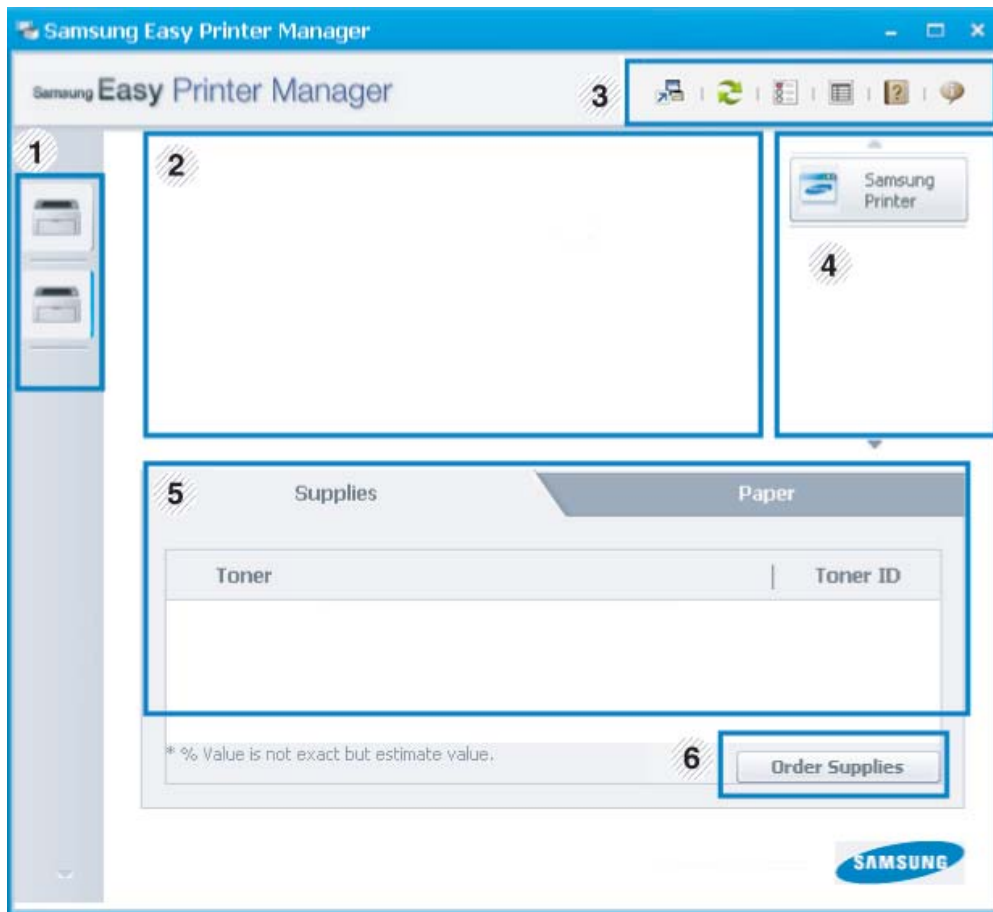 Samsung Easy Printer Manager
Samsung Easy Printer Manager
3
1
2
Samsung
Printer
4
5
Supplies
Paper
Toner
Toner ID
* % Value is not exact but estimate value.
6
Order Supplies
SAMSUNG